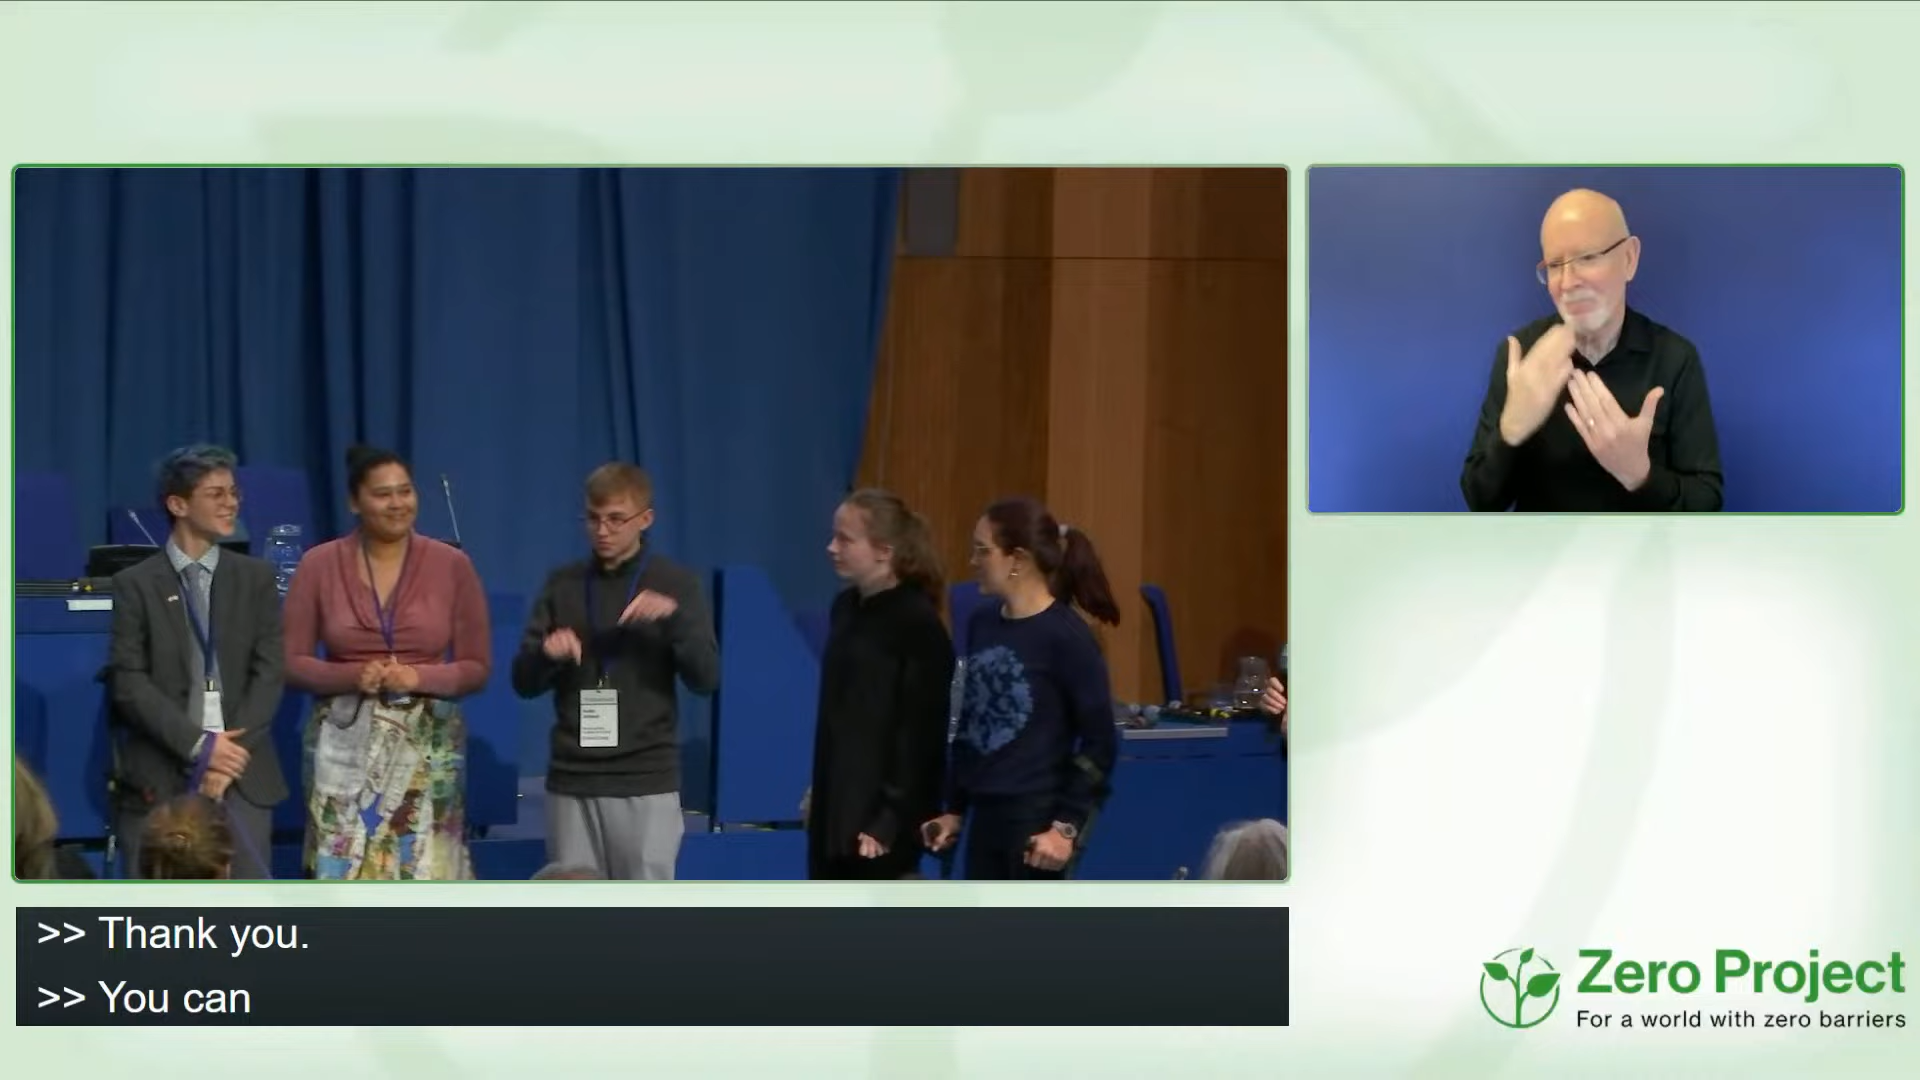 >> Thank you.
>> You can
Zero Project
For a world with zero barriers